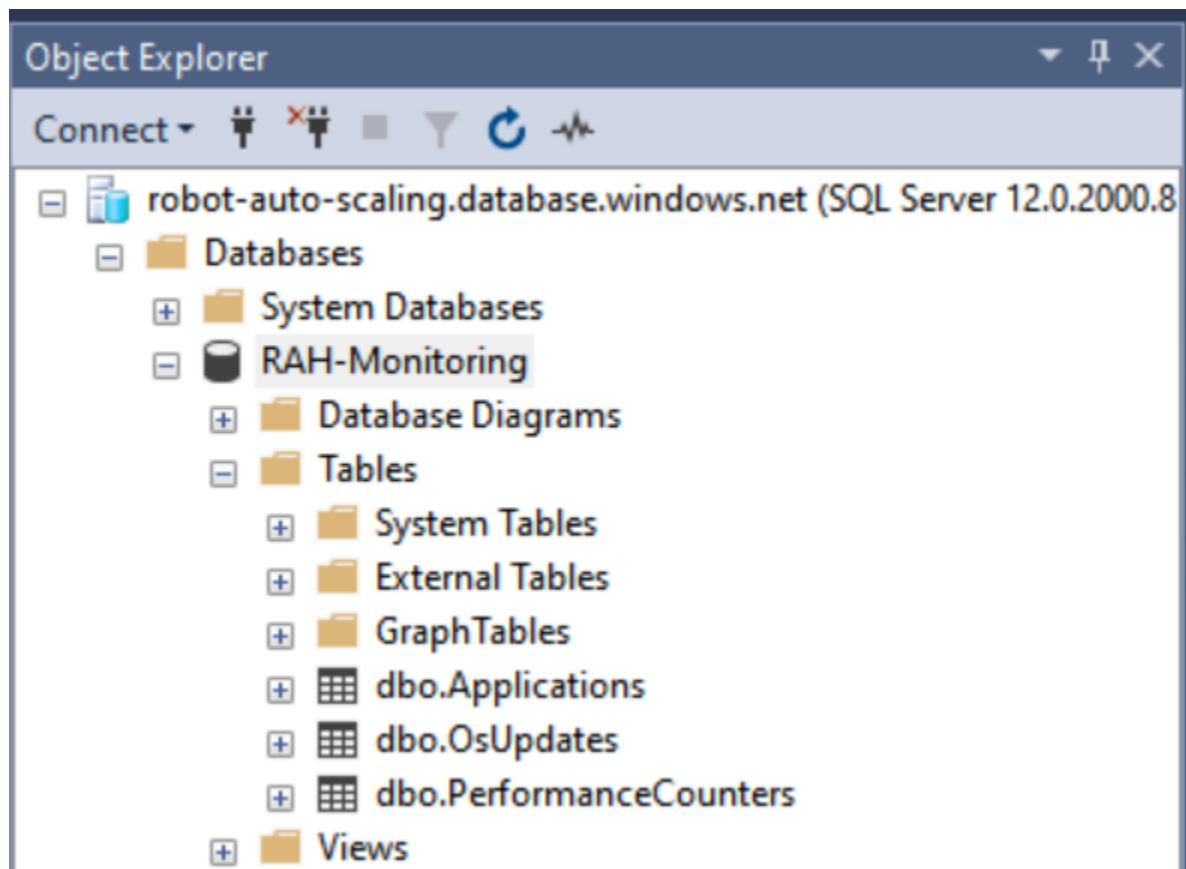 Object Explorer
Connect
robot-auto-scaling.database.windows.net (SQL Server 12.0.2000.8
Databases
System Databases
RAH-Monitoring
Database Diagrams
Tables
System Tables
External Tables
GraphTables
dbo.Applications
dbo.OsUpdates
dbo.PerformanceCounters
Views